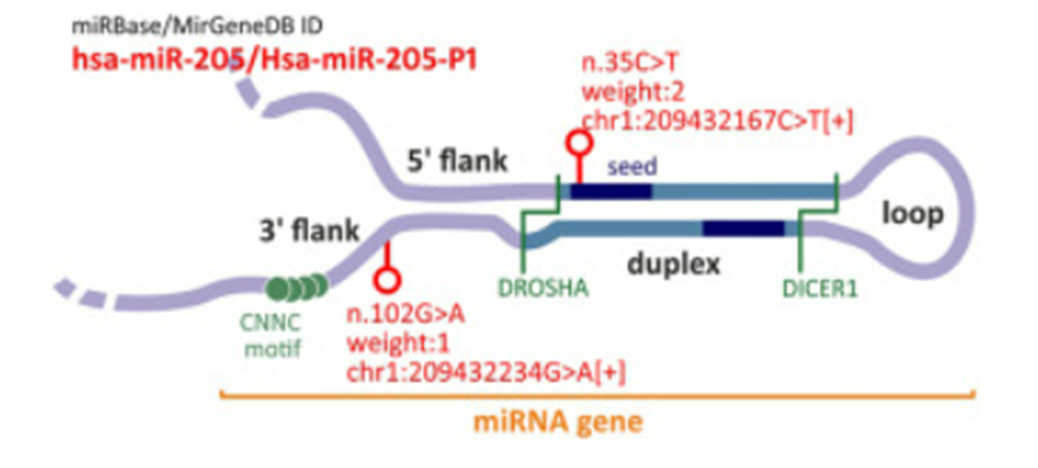 miRBase/MirGeneDB ID
hsa-miR-205/Hsa-miR-205-P1
n.35C>T
weight:2
chr1:209432167C>T[+]
5' flank
seed
3' flank
loop
duplex
DROSHA
DICER1
CNNC
motif
n.102G>A
weight:1
chr1:209432234G>A[+]
miRNA gene